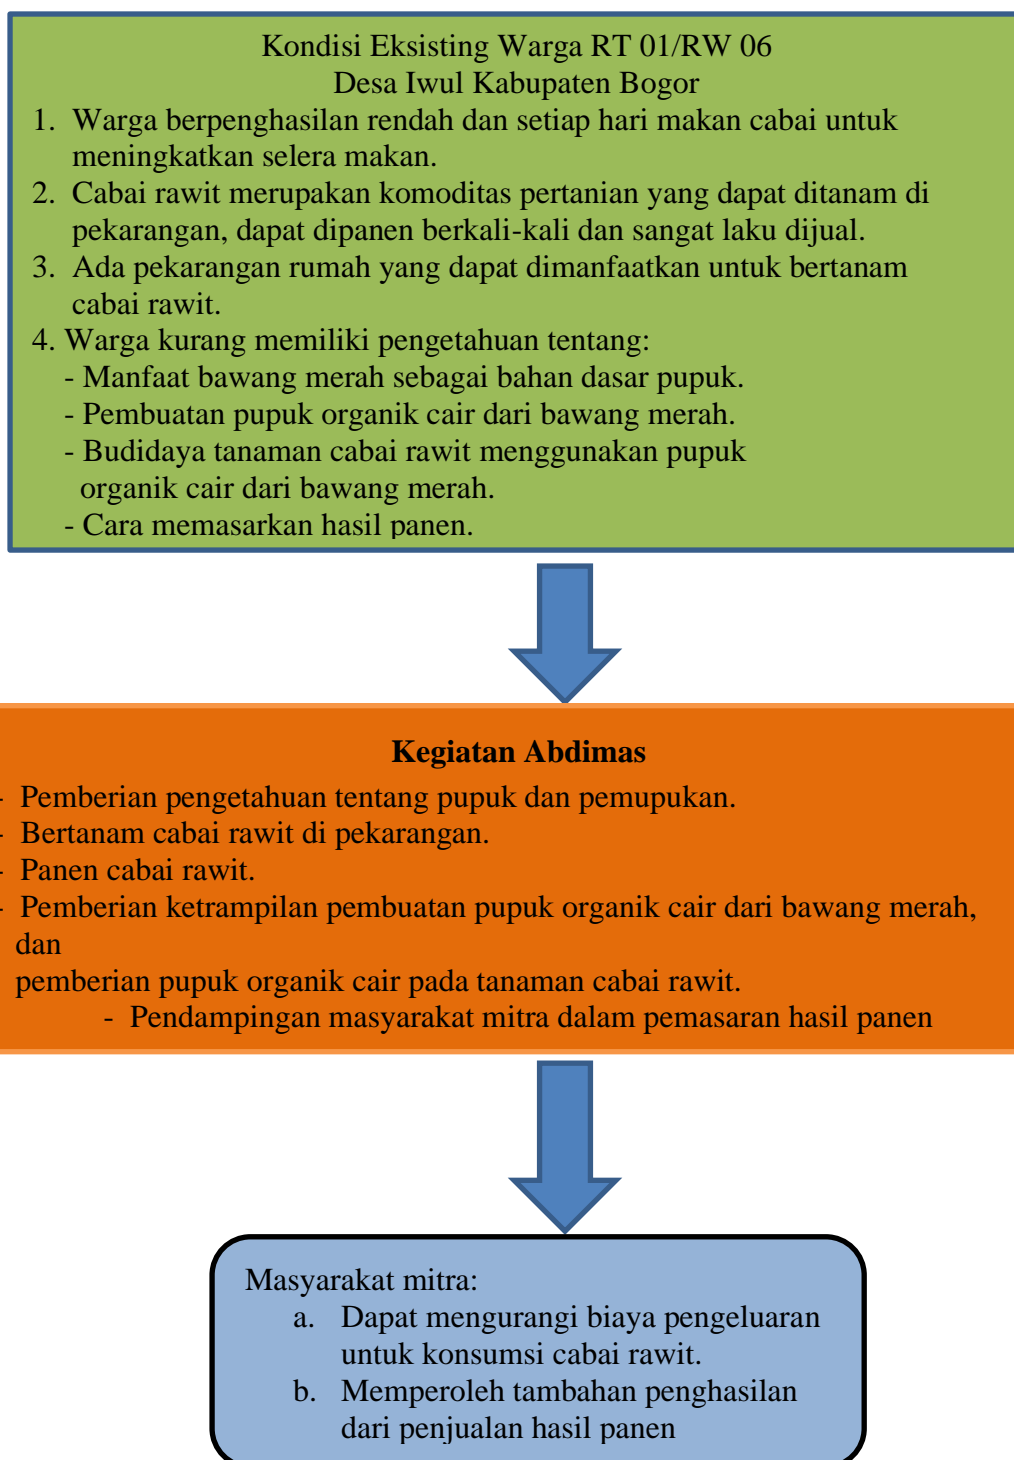 Kondisi Eksisting Warga RT 01/RW 06
Desa Iwul Kabupaten Bogor
1. Warga berpenghasilan rendah dan setiap hari makan cabai untuk
meningkatkan selera makan.
2. Cabai rawit merupakan komoditas pertanian yang dapat ditanam di
pekarangan, dapat dipanen berkali-kali dan sangat laku dijual.
3. Ada pekarangan rumah yang dapat dimanfaatkan untuk bertanam
cabai rawit.
4. Warga kurang memiliki pengetahuan tentang:
- Manfaat bawang merah sebagai bahan dasar pupuk.
- Pembuatan pupuk organik cair dari bawang merah.
- Budidaya tanaman cabai rawit menggunakan pupuk
organik cair dari bawang merah.
- Cara memasarkan hasil panen.
Kegiatan Abdimas
- Pemberian pengetahuan tentang pupuk dan pemupukan.
- Bertanam cabai rawit di pekarangan.
- Panen cabai rawit.
- Pemberian ketrampilan pembuatan pupuk organik cair dari bawang merah,
dan
pemberian pupuk organik cair pada tanaman cabai rawit.
- Pendampingan masyarakat mitra dalam pemasaran hasil panen
Masyarakat mitra:
a. Dapat mengurangi biaya pengeluaran
untuk konsumsi cabai rawit.
b. Memperoleh tambahan penghasilan
dari penjualan hasil panen